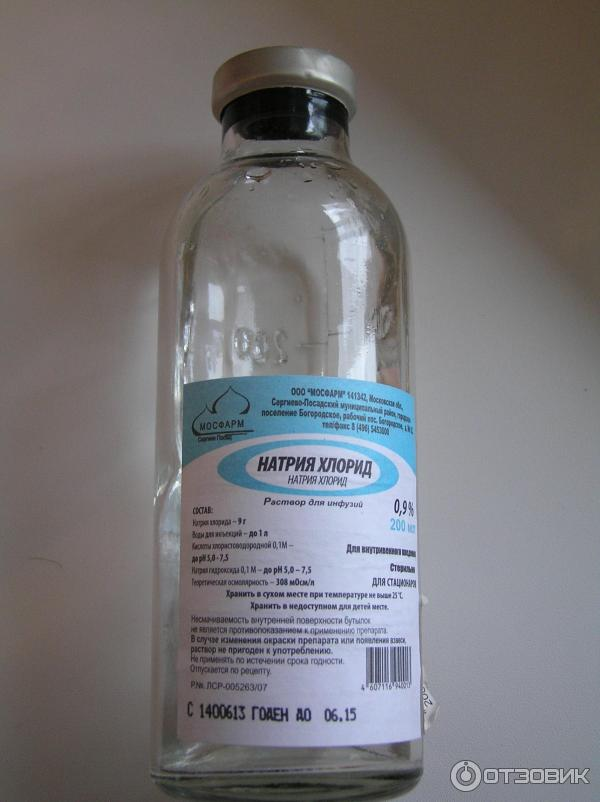 200
ООО "МОСФАРМ" 141342, Московская обл.,
Сергиево-Посадский муниципальный район, городское
поселение Богородское, рабочий пос. Богородское,
тел/факс 8 (496) 5453000
МОСФАРМ
Сергиев Посад
НАТРИЯ ХЛОРИД
НАТРИЯ ХЛОРИД
Раствор для инфузий
0,9%
200 мл
СОСТАВ:
Натрия хлорида – 9 г
Воды для инъекций – до 1 л
Кислоты хлористоводородной 0,1М –
до pH 5,0 - 7,5
Натрия гидроксида 0,1 М – до pH 5,0 – 7,5
Теоретическая осмолярность – 308 мОсм/л
Для внутривенного введения
Стерильно
ДЛЯ СТАЦИОНАРОВ
Хранить в сухом месте при температуре не выше 25°С.
Хранить в недоступном для детей месте.
Несмачиваемость внутренней поверхности бутылок
не является противопоказанием к применению препарата.
В случае изменения окраски препарата или появления взвеси,
раствор не пригоден к употреблению.
Не применять по истечении срока годности.
Отпускается по рецепту.
Р.№. ЛСР-005263/07
4 607116 94021
С 1400613 ГОДЕН ДО 06.15
ОТЗОВИК